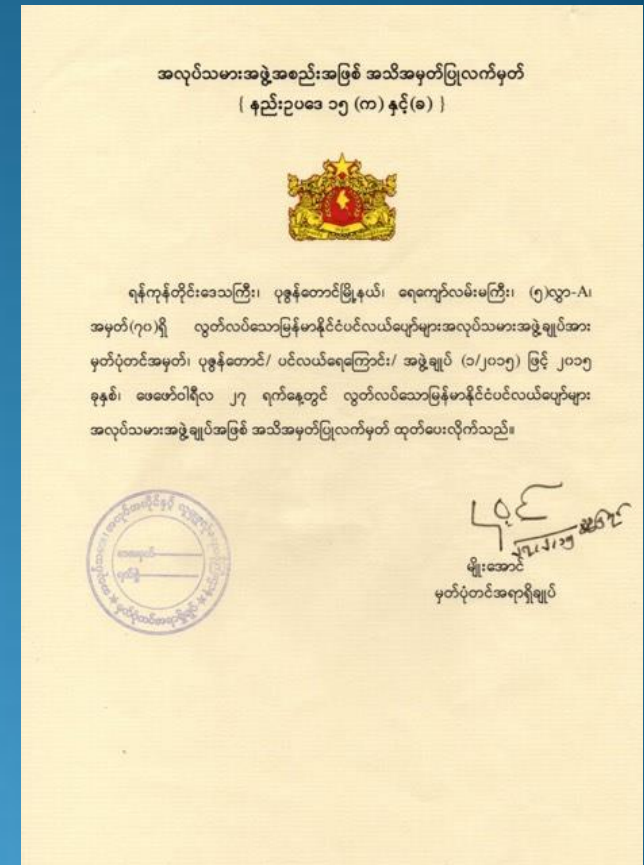 အလုပ်သမားအဖွဲ့အစည်းအဖြစ် အသိအမှတ်ပြုလက်မှတ်
{ နည်းဥပဒေ ၁၅ (က) နှင့်(ခ) }
ရန်ကုန်တိုင်းဒေသကြီး၊ ပုဇွန်တောင်မြို့နယ်၊ ရေကျော်လမ်းမကြီး၊ (၅)လွှာ-A၊
အမှတ်(၇၀)ရှိ လွတ်လပ်သောမြန်မာနိုင်ငံပင်လယ်ပျော်များအလုပ်သမားအဖွဲ့ချုပ်အား
မှတ်ပုံတင်အမှတ်၊ ပုဇွန်တောင်/ ပင်လယ်ရေကြောင်း/ အဖွဲ့ချုပ် (၁/၂၀၁၅) ဖြင့် ၂၀၁၅
ခုနှစ်၊ ဖေဖော်ဝါရီလ ၂၇ ရက်နေ့တွင် လွတ်လပ်သောမြန်မာနိုင်ငံပင်လယ်ပျော်များ
အလုပ်သမားအဖွဲ့ချုပ်အဖြစ် အသိအမှတ်ပြုလက်မှတ် ထုတ်ပေးလိုက်သည်။
မျိုးအောင်
မှတ်ပုံတင်အရာရှိချုပ်